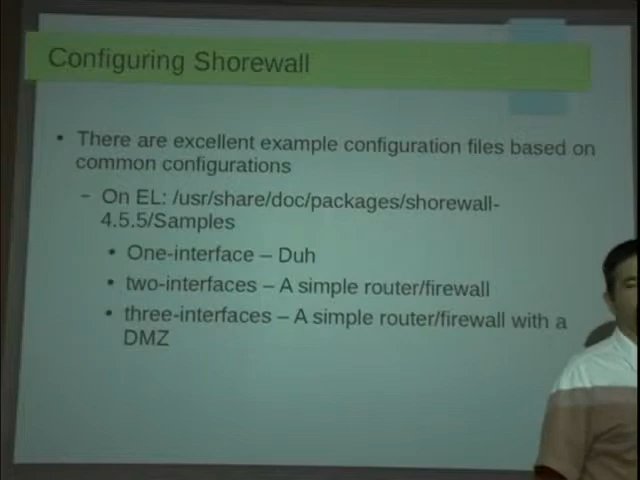 Configuring Shorewall
• There are excellent example configuration files based on
common configurations
– On EL: /usr/share/doc/packages/shorewall-
4.5.5/Samples
• One-interface – Duh
• two-interfaces – A simple router/firewall
• three-interfaces – A simple router/firewall with a
DMZ